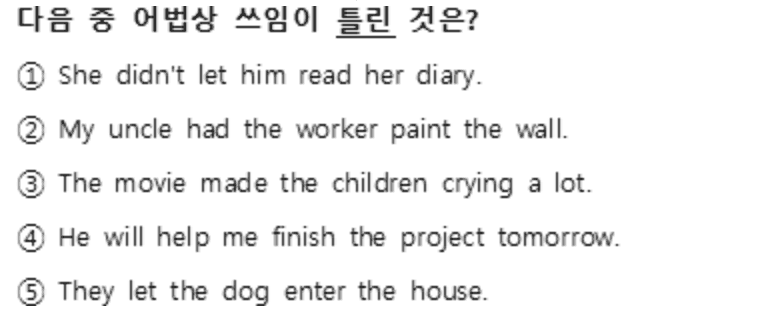 다음 중 어법상 쓰임이 틀린 것은?
① She didn't let him read her diary.
② My uncle had the worker paint the wall.
③ The movie made the children crying a lot.
④ He will help me finish the project tomorrow.
⑤ They let the dog enter the house.